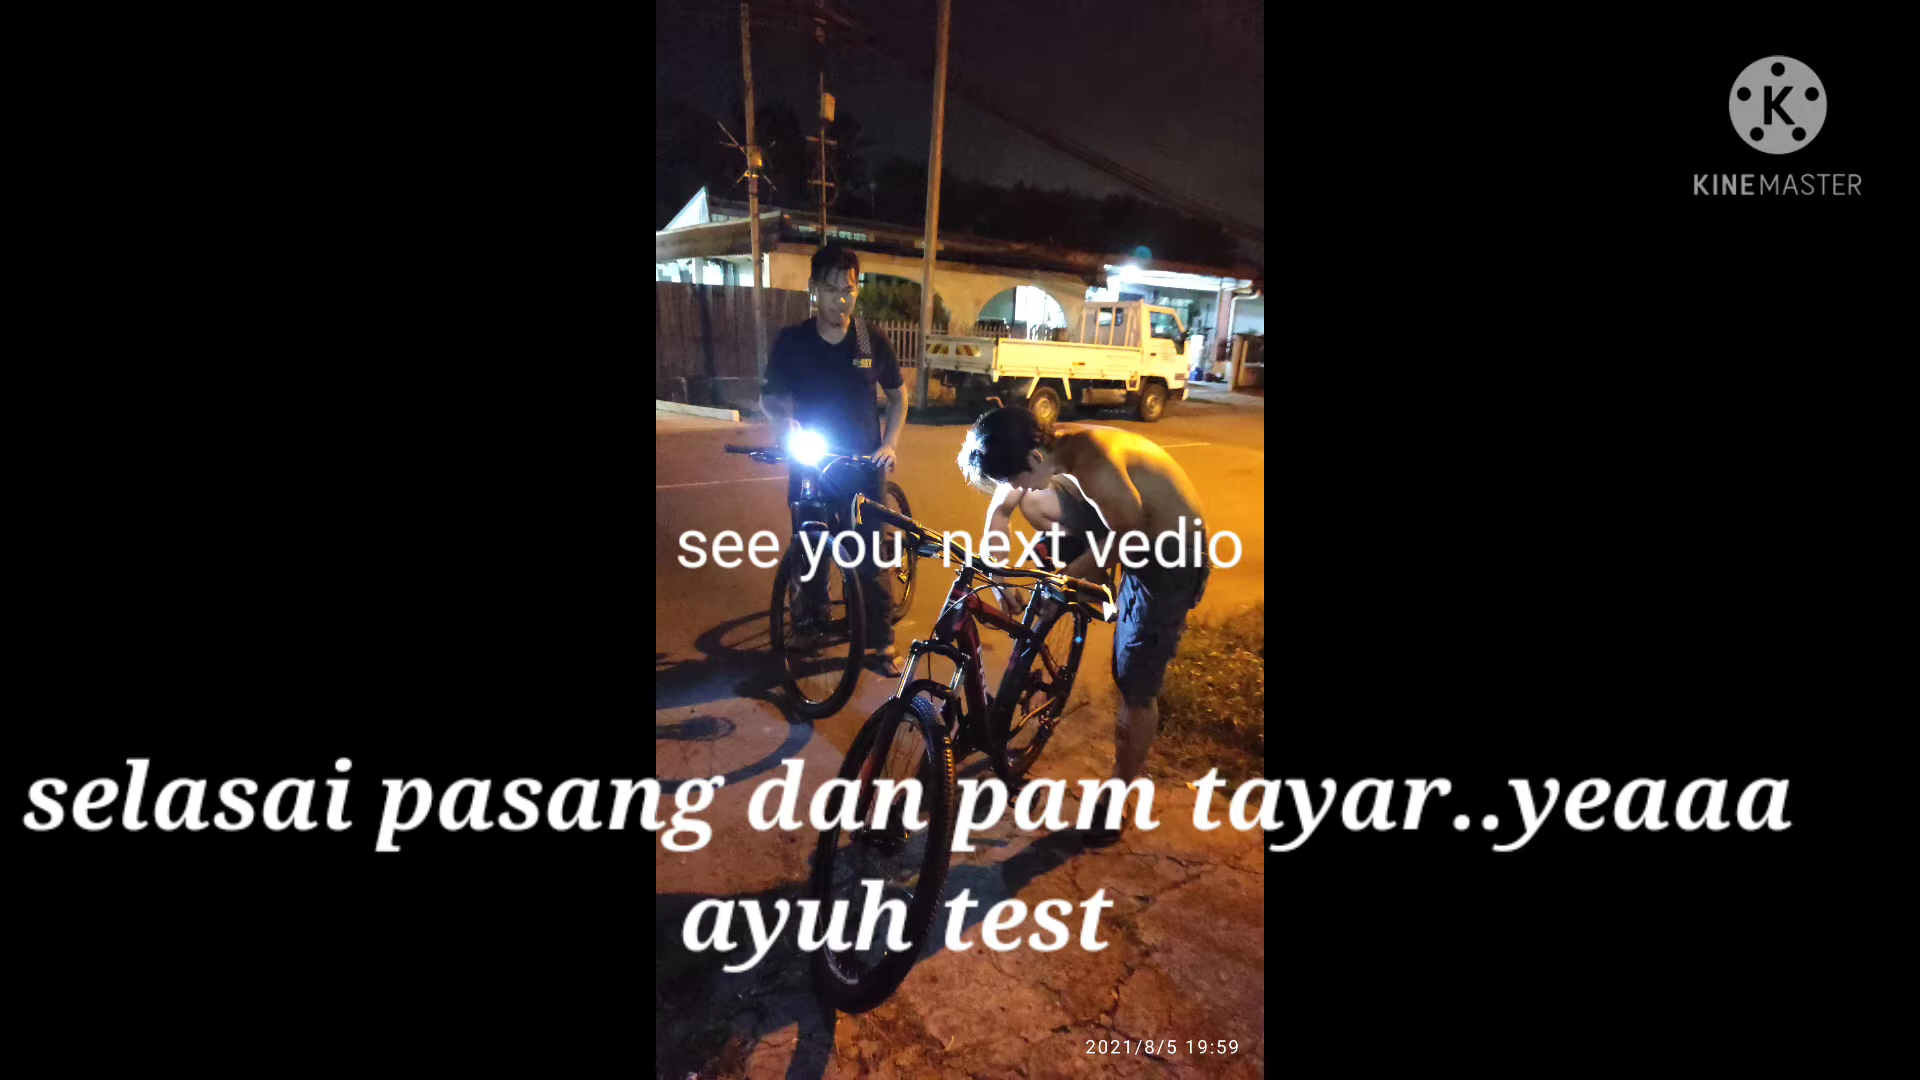 KINEMASTER
see you next vedio
selasai pasang dan pam tayar..yeaaa
ayuh test
2021/8/5 19:59